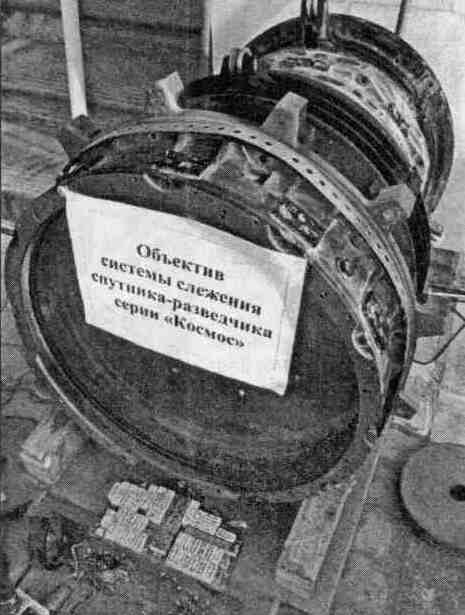 Объектив
системы слежения
спутника-разведчика
серии «Космос»